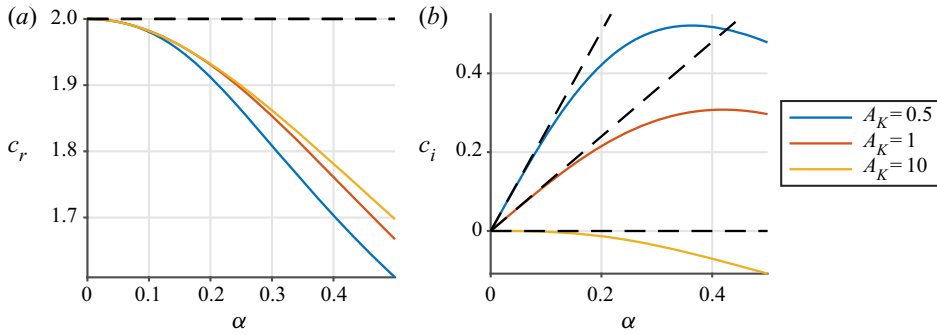 (a)
2.0
1.9
1.8
1.7
c_r
0
0.1
0.2
0.3
0.4
α
(b)
0.4
0.2
0
c_i
0
0.2
0.4
α
A_K = 0.5
A_K = 1
A_K = 10